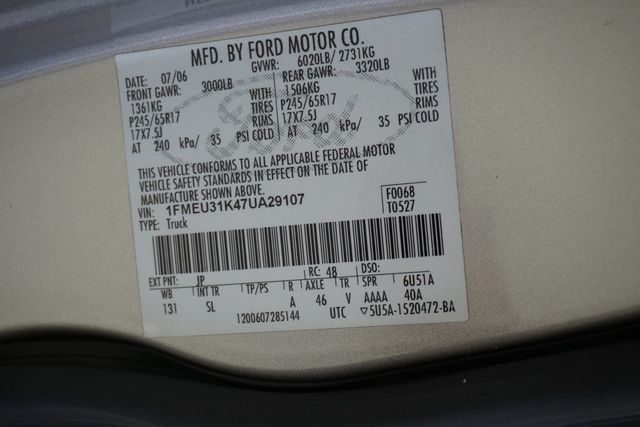 MFD. BY FORD MOTOR CO.
DATE: 07/06 GVWR: 6020LB/ 2731KG
FRONT GAWR: 3000LB REAR GAWR: 3320LB
1361KG WITH 1506KG WITH
P245/65R17 TIRES P245/65R17 TIRES
17X7.5J RIMS 17X7.5J RIMS
AT 240 kPa/ 35 PSI COLD AT 240 kPa/ 35 PSI COLD
Ford
THIS VEHICLE CONFORMS TO ALL APPLICABLE FEDERAL MOTOR
VEHICLE SAFETY STANDARDS IN EFFECT ON THE DATE OF
MANUFACTURE SHOWN ABOVE.
VIN: 1FMEU31K47UA29107 F0068
TYPE: Truck T0527
EXT PNT: JP RC: 48 DSO:
WB INT TR TP/PS R AXLE TR SPR 6U51A
131 SL A 46 V AAAA 40A
1200607285144 UTC ▽5U5A-1520472-BA